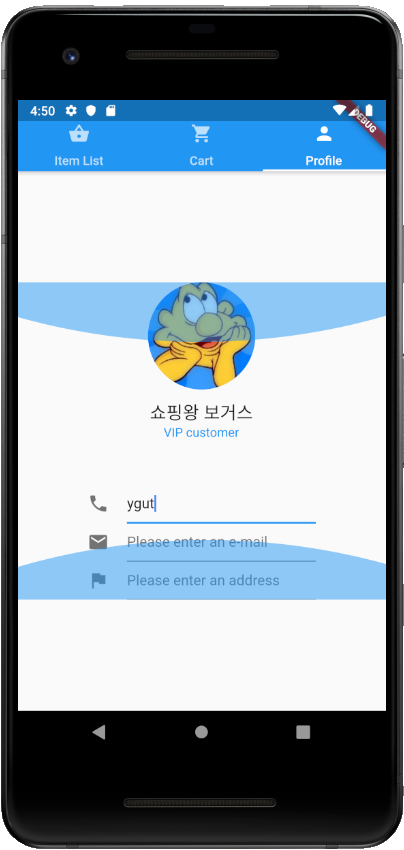 4:50
DEBUG
Item List
Cart
Profile
쇼핑왕 보거스
VIP customer
ygut
Please enter an e-mail
Please enter an address